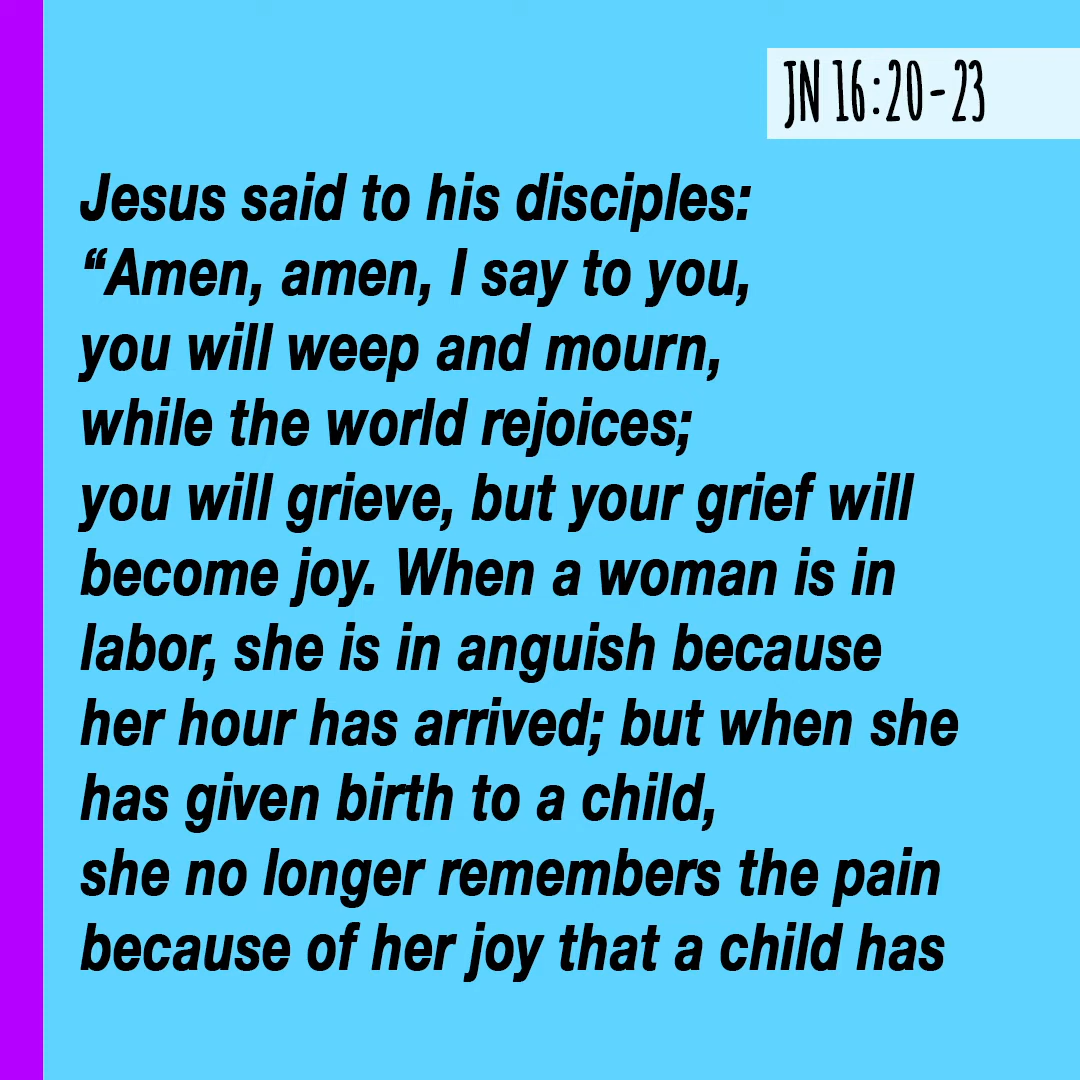 JN 16:20-23
Jesus said to his disciples:
“Amen, amen, I say to you,
you will weep and mourn,
while the world rejoices;
you will grieve, but your grief will
become joy. When a woman is in
labor, she is in anguish because
her hour has arrived; but when she
has given birth to a child,
she no longer remembers the pain
because of her joy that a child has